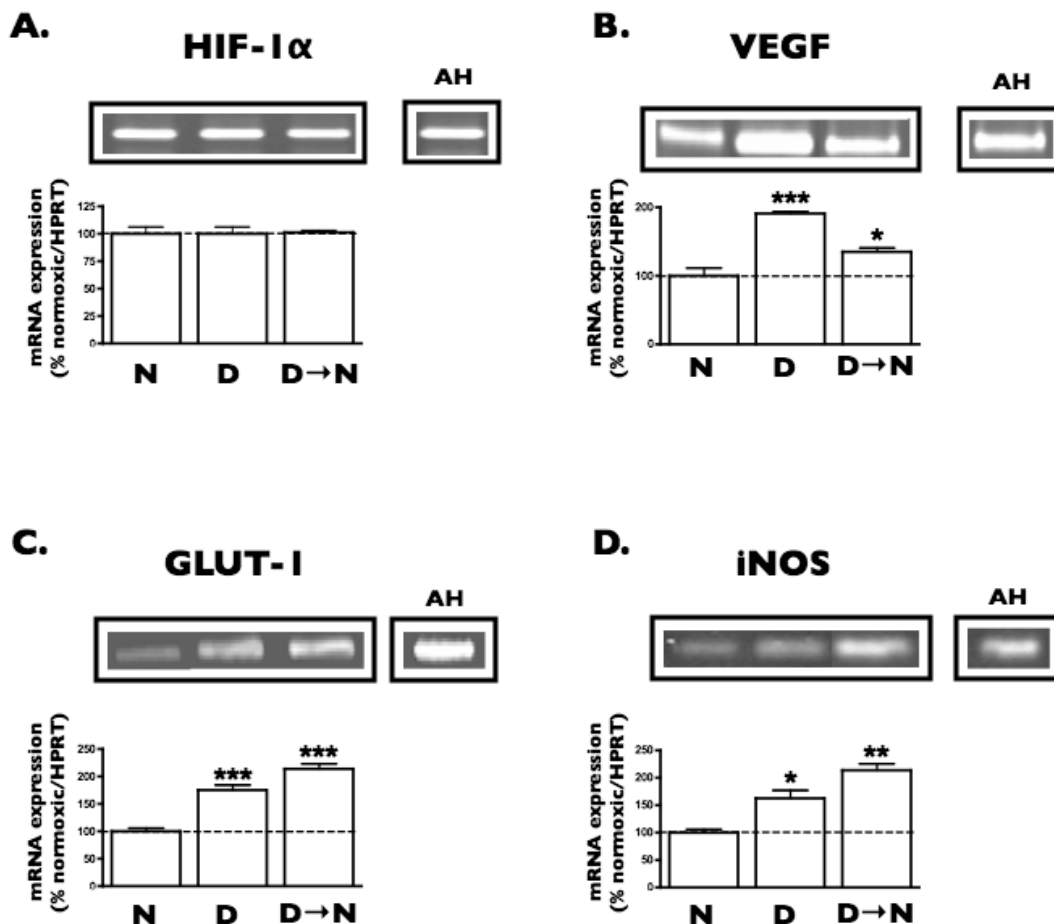 A.
HIF-1α
AH
mRNA expression
(% normoxic/HPRT)
125
100
75
50
25
0
N D D→N
B.
VEGF
AH
mRNA expression
(% normoxic/HPRT)
200
100
0
***
*
N D D→N
C.
GLUT-1
AH
mRNA expression
(% normoxic/HPRT)
250
200
150
100
50
0
***
***
N D D→N
D.
iNOS
AH
mRNA expression
(% normoxic/HPRT)
250
200
150
100
50
0
*
**
N D D→N